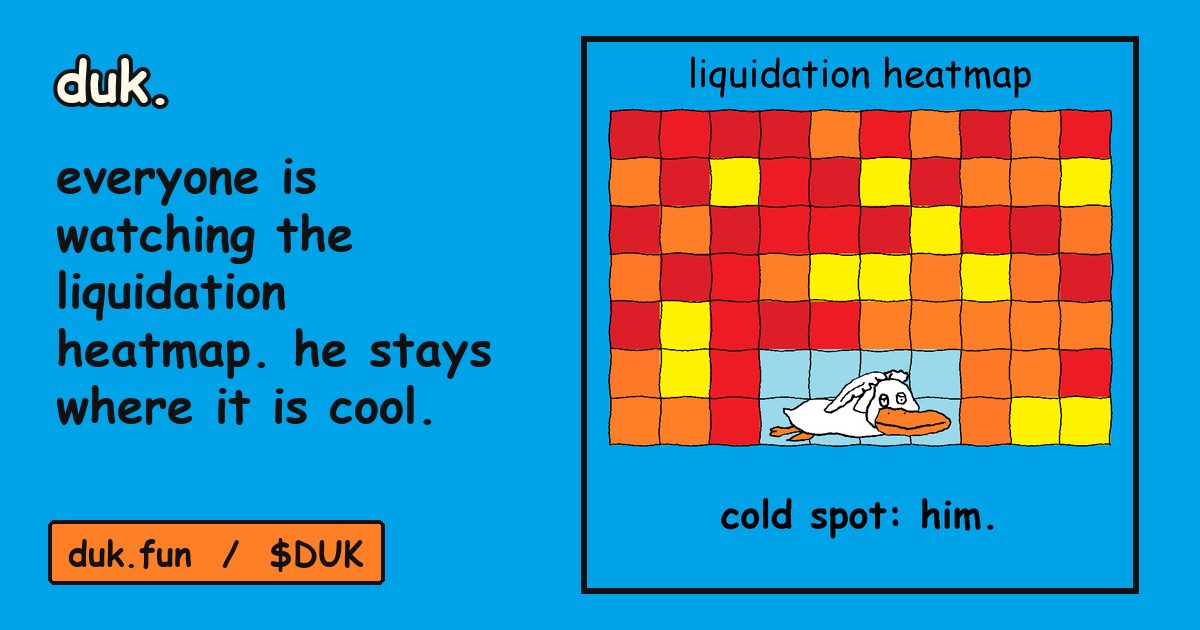 duk.
everyone is
watching the
liquidation
heatmap. he stays
where it is cool.
duk.fun / $DUK
liquidation heatmap
cold spot: him.